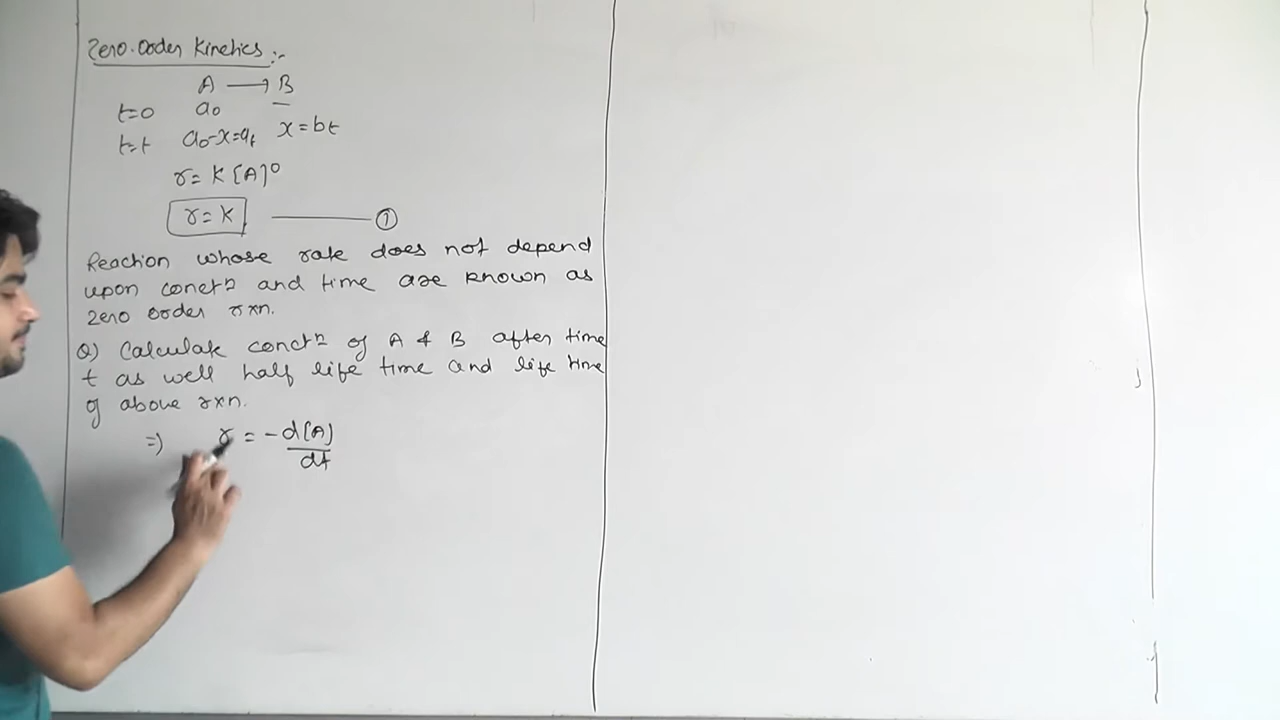 Zero-Order Kinetics :-
A → B
t=0 a₀ —
t=t a₀-x=aₜ x=bₜ
r= K[A]⁰
r=K ——— ①
Reaction whose rate does not depend
upon conctⁿ and time are known as
zero order rxn.
Q) Calculate conctⁿ of A & B after time
t as well half life time and life time
of above rxn.
⇒ r = -d[A]/dt